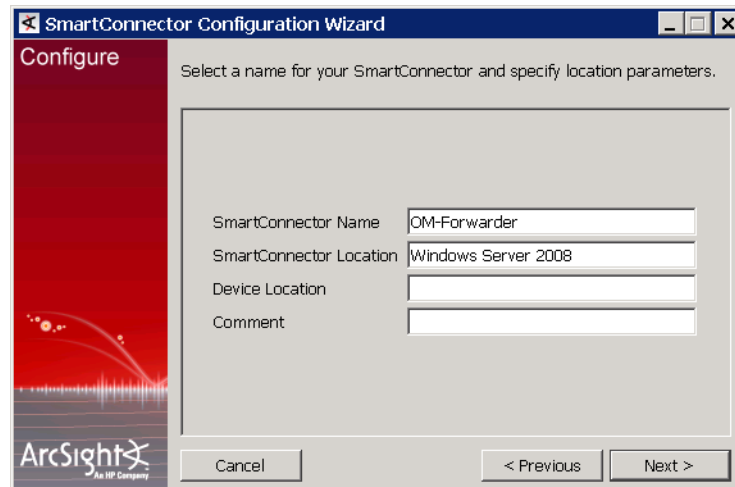 SmartConnector Configuration Wizard
Configure
Select a name for your SmartConnector and specify location parameters.
SmartConnector Name OM-Forwarder
SmartConnector Location Windows Server 2008
Device Location
Comment
ArcSight
An HP Company
Cancel < Previous Next >